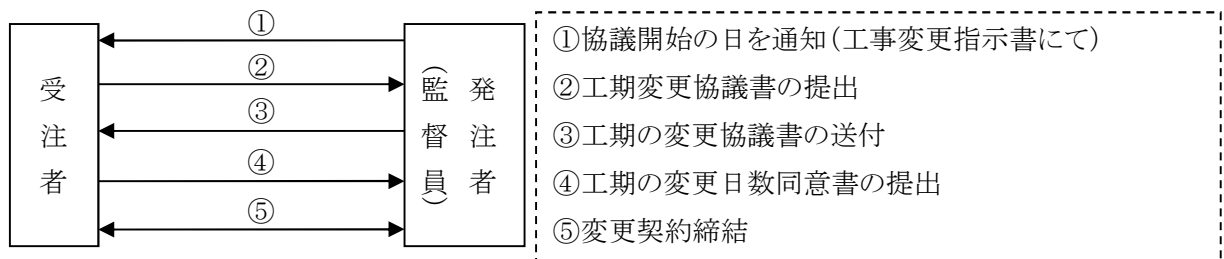 受注者
①
②
③
④
⑤
発注者
(監督員)
①協議開始の日を通知(工事変更指示書にて)
②工期変更協議書の提出
③工期の変更協議書の送付
④工期の変更日数同意書の提出
⑤変更契約締結